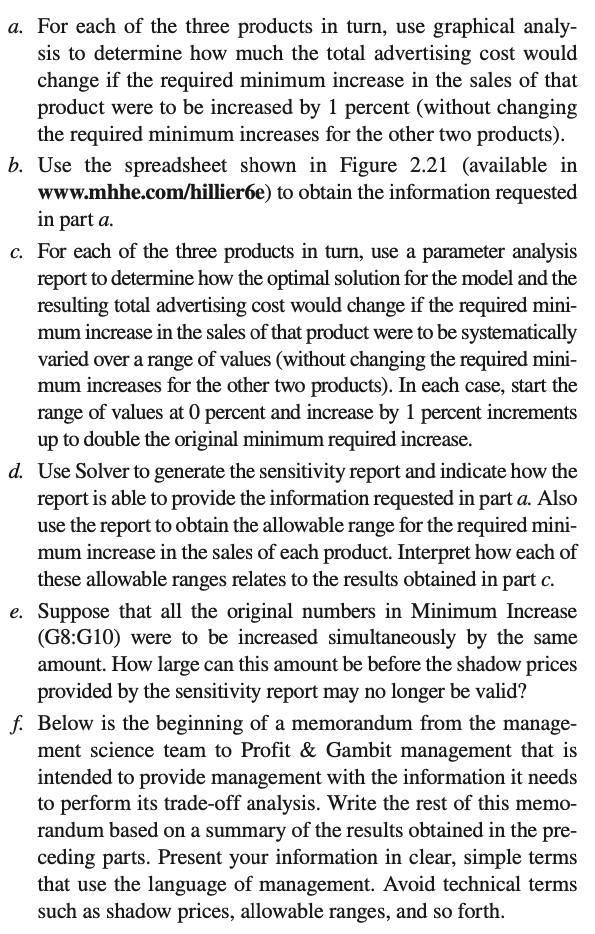 a. For each of the three products in turn, use graphical analy-
sis to determine how much the total advertising cost would
change if the required minimum increase in the sales of that
product were to be increased by 1 percent (without changing
the required minimum increases for the other two products).
b. Use the spreadsheet shown in Figure 2.21 (available in
www.mhhe.com/hillier6e) to obtain the information requested
in part a.
c. For each of the three products in turn, use a parameter analysis
report to determine how the optimal solution for the model and the
resulting total advertising cost would change if the required mini-
mum increase in the sales of that product were to be systematically
varied over a range of values (without changing the required mini-
mum increases for the other two products). In each case, start the
range of values at 0 percent and increase by 1 percent increments
up to double the original minimum required increase.
d. Use Solver to generate the sensitivity report and indicate how the
report is able to provide the information requested in part a. Also
use the report to obtain the allowable range for the required mini-
mum increase in the sales of each product. Interpret how each of
these allowable ranges relates to the results obtained in part c.
e. Suppose that all the original numbers in Minimum Increase
(G8:G10) were to be increased simultaneously by the same
amount. How large can this amount be before the shadow prices
provided by the sensitivity report may no longer be valid?
f. Below is the beginning of a memorandum from the manage-
ment science team to Profit & Gambit management that is
intended to provide management with the information it needs
to perform its trade-off analysis. Write the rest of this memo-
randum based on a summary of the results obtained in the pre-
ceding parts. Present your information in clear, simple terms
that use the language of management. Avoid technical terms
such as shadow prices, allowable ranges, and so forth.